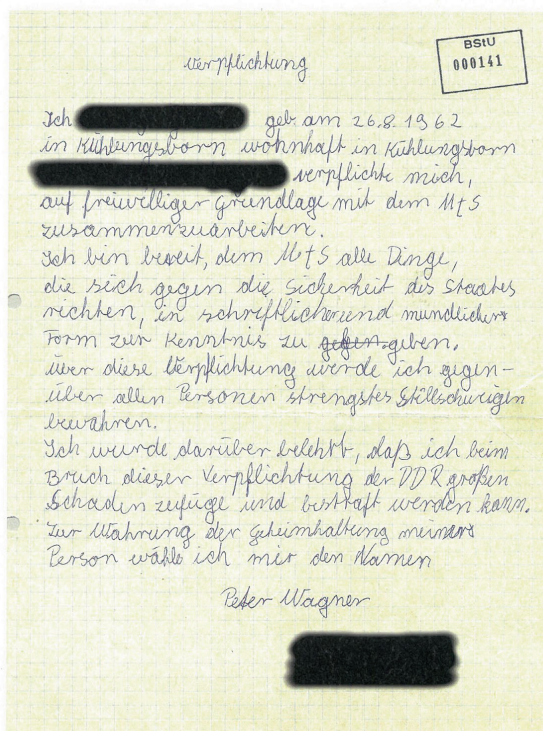 BStU
000141
Verpflichtung
Ich geb. am 26.8.1962
in Kühlungsborn wohnhaft in Kühlungsborn
verpflichte mich,
auf freiwilliger Grundlage mit dem MfS
zusammenzuarbeiten.
Ich bin bereit, dem MfS alle Dinge,
die sich gegen die Sicherheit des Staates
richten, in schriftlicher und mündlicher
Form zur Kenntnis zu geben.
Über diese Verpflichtung werde ich gegen-
über allen Personen strengstes Stillschweigen
bewahren.
Ich wurde darüber belehrt, daß ich beim
Bruch dieser Verpflichtung der DDR großen
Schaden zufüge und bestraft werden kann.
Zur Wahrung der Geheimhaltung meiner
Person wähle ich mir den Namen
Peter Wagner